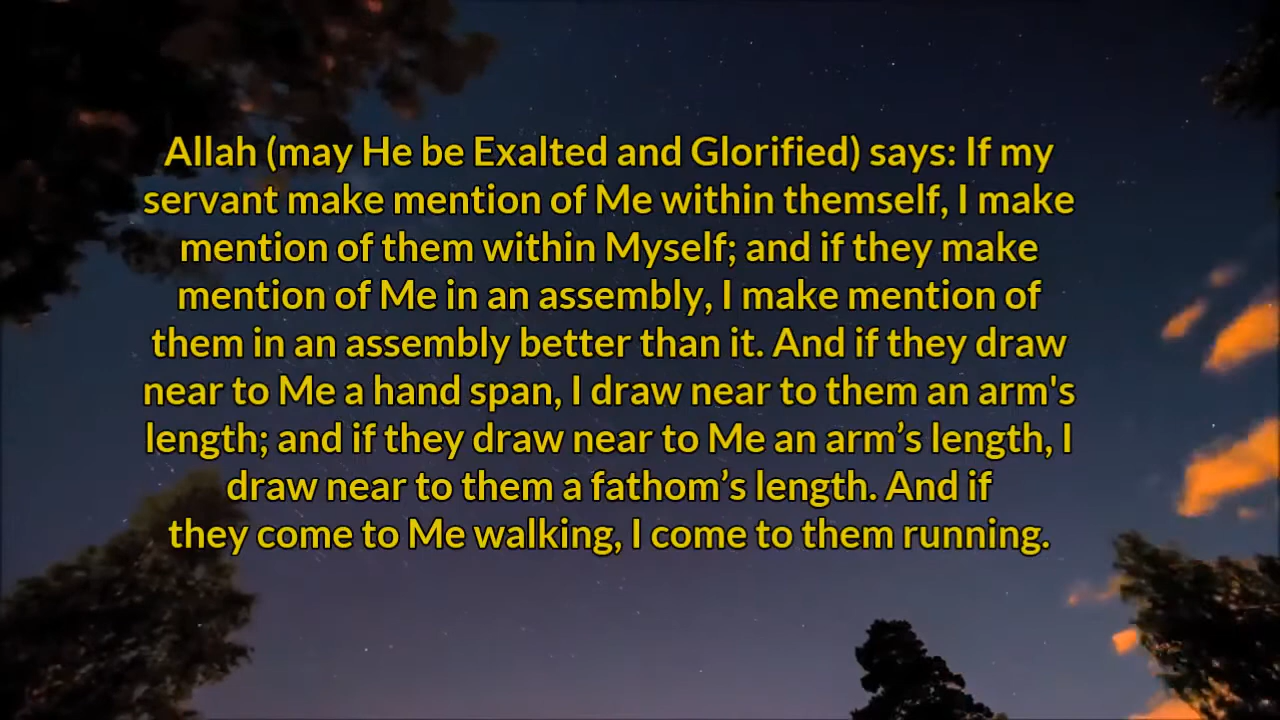 Allah (may He be Exalted and Glorified) says: If my
servant make mention of Me within themself, I make
mention of them within Myself; and if they make
mention of Me in an assembly, I make mention of
them in an assembly better than it. And if they draw
near to Me a hand span, I draw near to them an arm's
length; and if they draw near to Me an arm’s length, I
draw near to them a fathom’s length. And if
they come to Me walking, I come to them running.